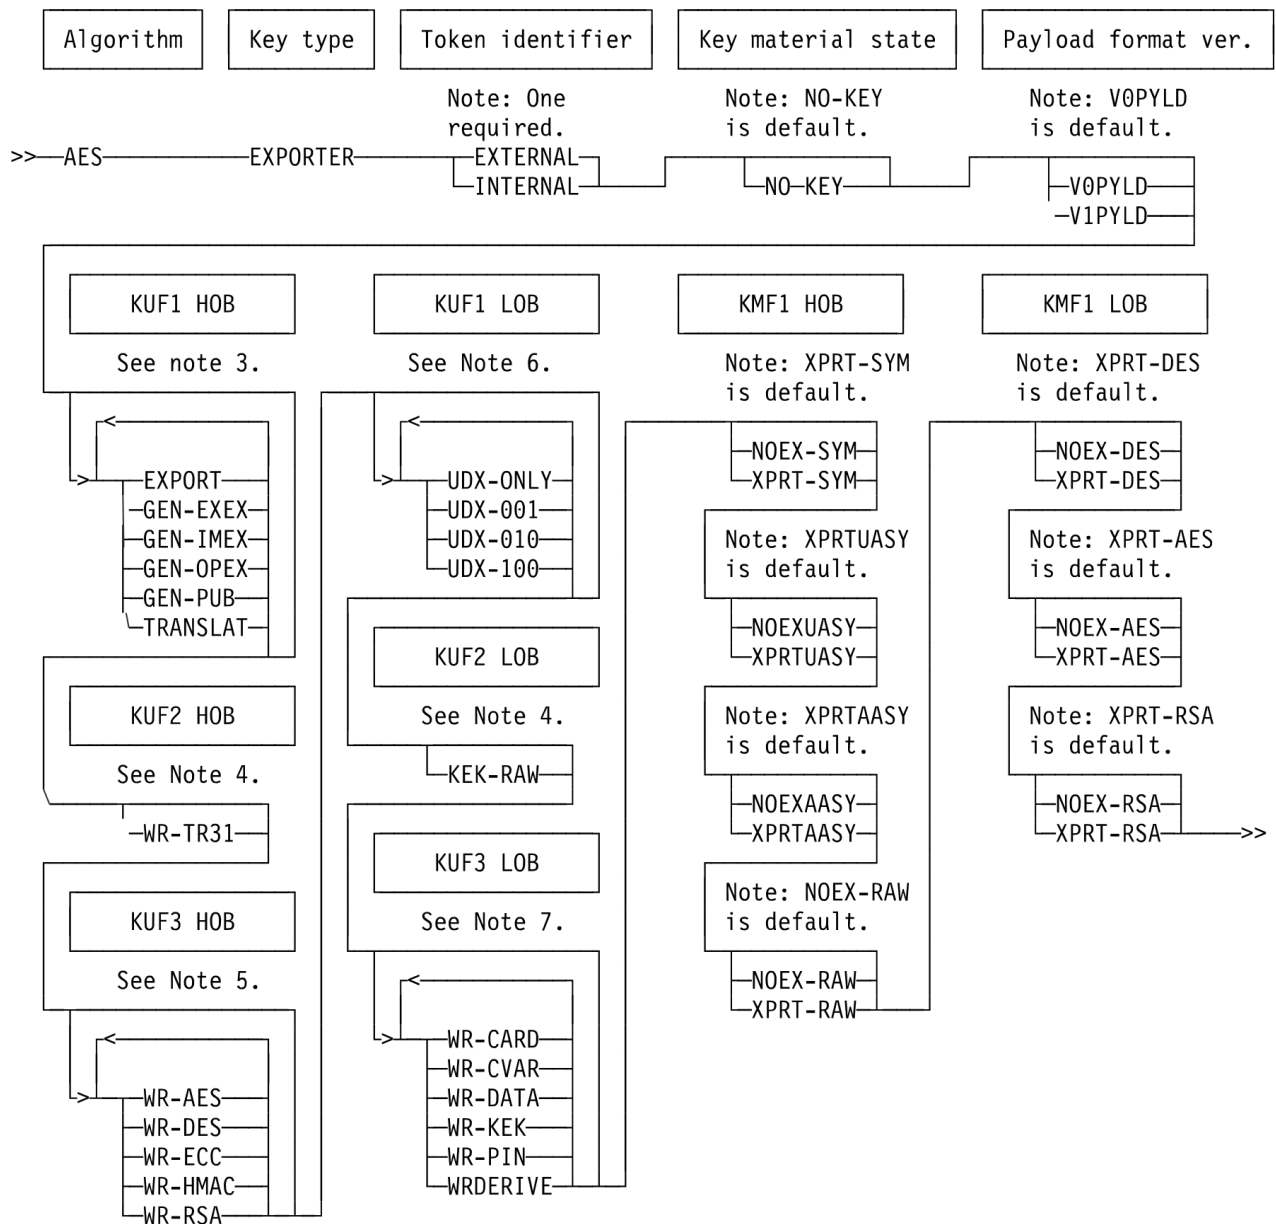 Algorithm
Key type
Token identifier
Key material state
Payload format ver.
Note: One
required.
Note: NO-KEY
is default.
Note: V0PYLD
is default.
>>
AES
EXPORTER
EXTERNAL
INTERNAL
NO-KEY
V0PYLD
V1PYLD
KUF1 HOB
See note 3.
<
>
EXPORT
GEN-EXEX
GEN-IMEX
GEN-OPEX
GEN-PUB
TRANSLAT
KUF2 HOB
See Note 4.
WR-TR31
KUF3 HOB
See Note 5.
<
>
WR-AES
WR-DES
WR-ECC
WR-HMAC
WR-RSA
KUF1 LOB
See Note 6.
<
>
UDX-ONLY
UDX-001
UDX-010
UDX-100
KUF2 LOB
See Note 4.
KEK-RAW
KUF3 LOB
See Note 7.
<
>
WR-CARD
WR-CVAR
WR-DATA
WR-KEK
WR-PIN
WRDERIVE
KMF1 HOB
Note: XPRT-SYM
is default.
NOEX-SYM
XPRT-SYM
Note: XPRTUASY
is default.
NOEXUASY
XPRTUASY
Note: XPRTAASY
is default.
NOEXAASY
XPRTAASY
Note: NOEX-RAW
is default.
NOEX-RAW
XPRT-RAW
KMF1 LOB
Note: XPRT-DES
is default.
NOEX-DES
XPRT-DES
Note: XPRT-AES
is default.
NOEX-AES
XPRT-AES
Note: XPRT-RSA
is default.
NOEX-RSA
XPRT-RSA
>>